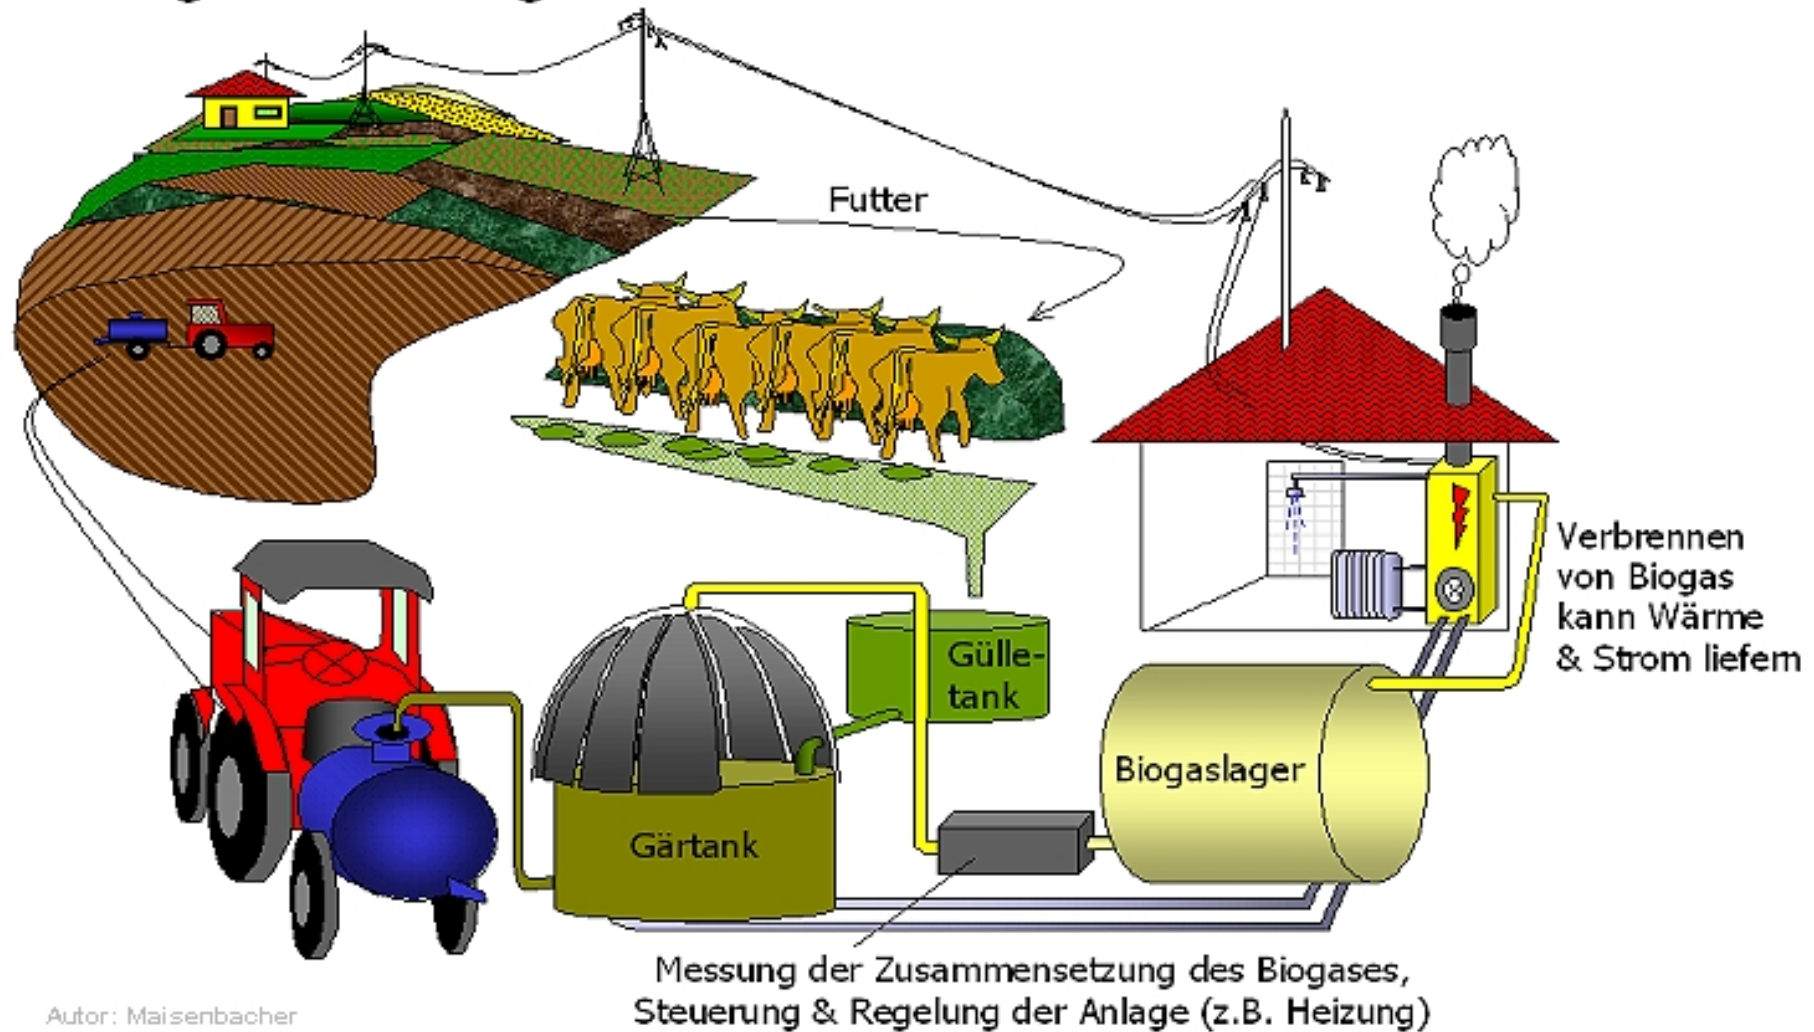 Futter
Verbrennen
von Biogas
kann Wärme
& Strom liefern
Gülle-
tank
Biogaslager
Gärtank
Messung der Zusammensetzung des Biogases,
Steuerung & Regelung der Anlage (z.B. Heizung)
Autor: Maisenbacher